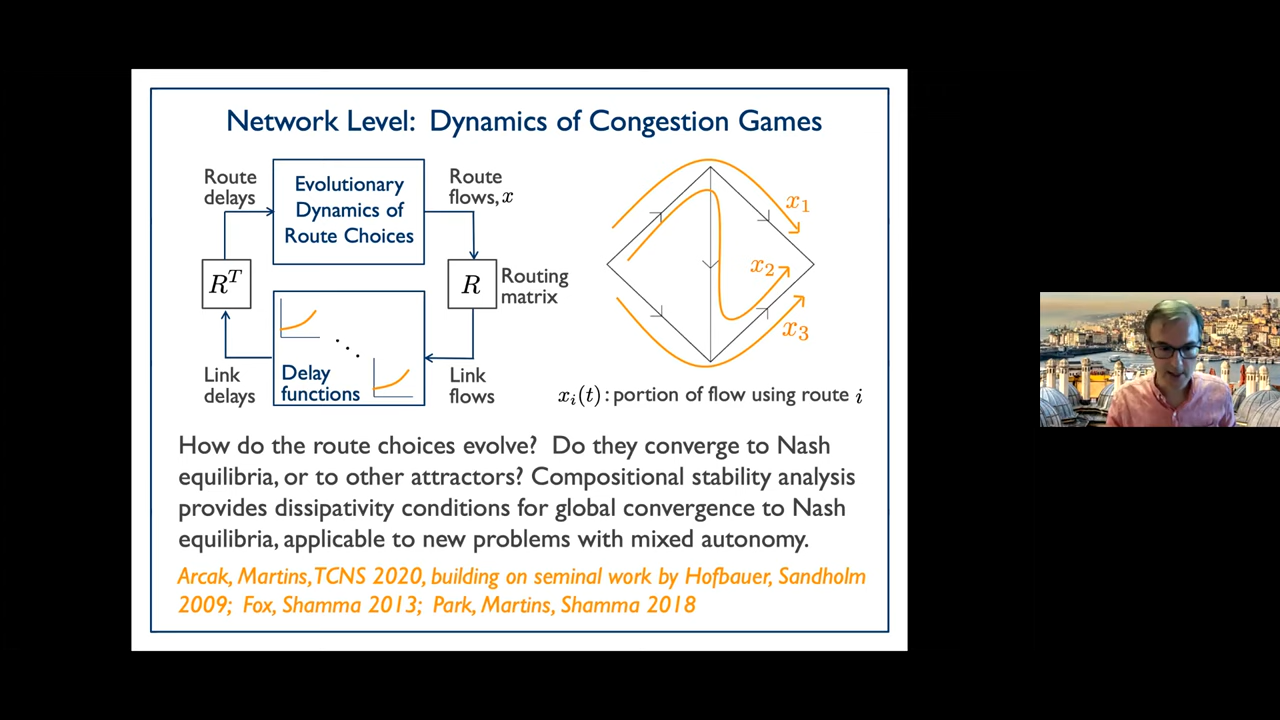 Network Level: Dynamics of Congestion Games
Route
delays
Evolutionary
Dynamics of
Route Choices
Route
flows, x
R^T
R
Routing
matrix
Link
delays
Delay
functions
Link
flows
x_1
x_2
x_3
x_i(t) : portion of flow using route i
How do the route choices evolve? Do they converge to Nash
equilibria, or to other attractors? Compositional stability analysis
provides dissipativity conditions for global convergence to Nash
equilibria, applicable to new problems with mixed autonomy.
Arcak, Martins, TCNS 2020, building on seminal work by Hofbauer, Sandholm
2009; Fox, Shamma 2013; Park, Martins, Shamma 2018